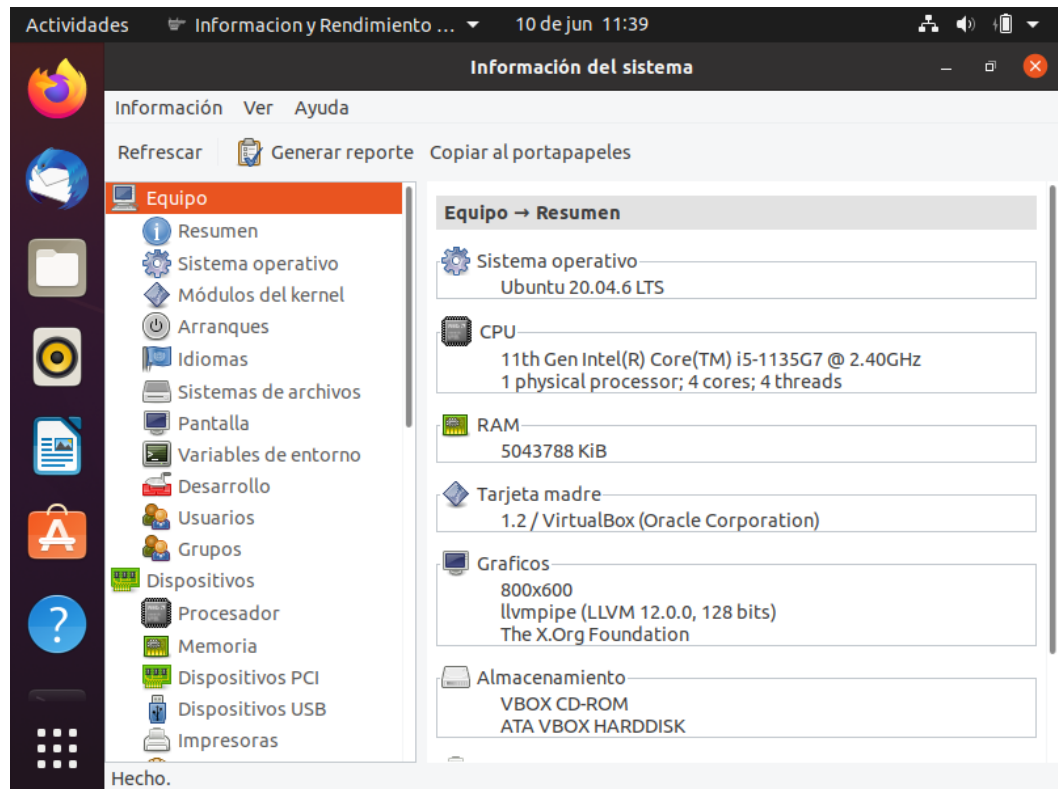 Actividades Informacion y Rendimiento ... 10 de jun 11:39
Información del sistema
Información Ver Ayuda
Refrescar Generar reporte Copiar al portapapeles
Equipo
Resumen
Sistema operativo
Módulos del kernel
Arranques
Idiomas
Sistemas de archivos
Pantalla
Variables de entorno
Desarrollo
Usuarios
Grupos
Dispositivos
Procesador
Memoria
Dispositivos PCI
Dispositivos USB
Impresoras
Equipo → Resumen
Sistema operativo
Ubuntu 20.04.6 LTS
CPU
11th Gen Intel(R) Core(TM) i5-1135G7 @ 2.40GHz
1 physical processor; 4 cores; 4 threads
RAM
5043788 KiB
Tarjeta madre
1.2 / VirtualBox (Oracle Corporation)
Graficos
800x600
llvmpipe (LLVM 12.0.0, 128 bits)
The X.Org Foundation
Almacenamiento
VBOX CD-ROM
ATA VBOX HARDDISK
Hecho.